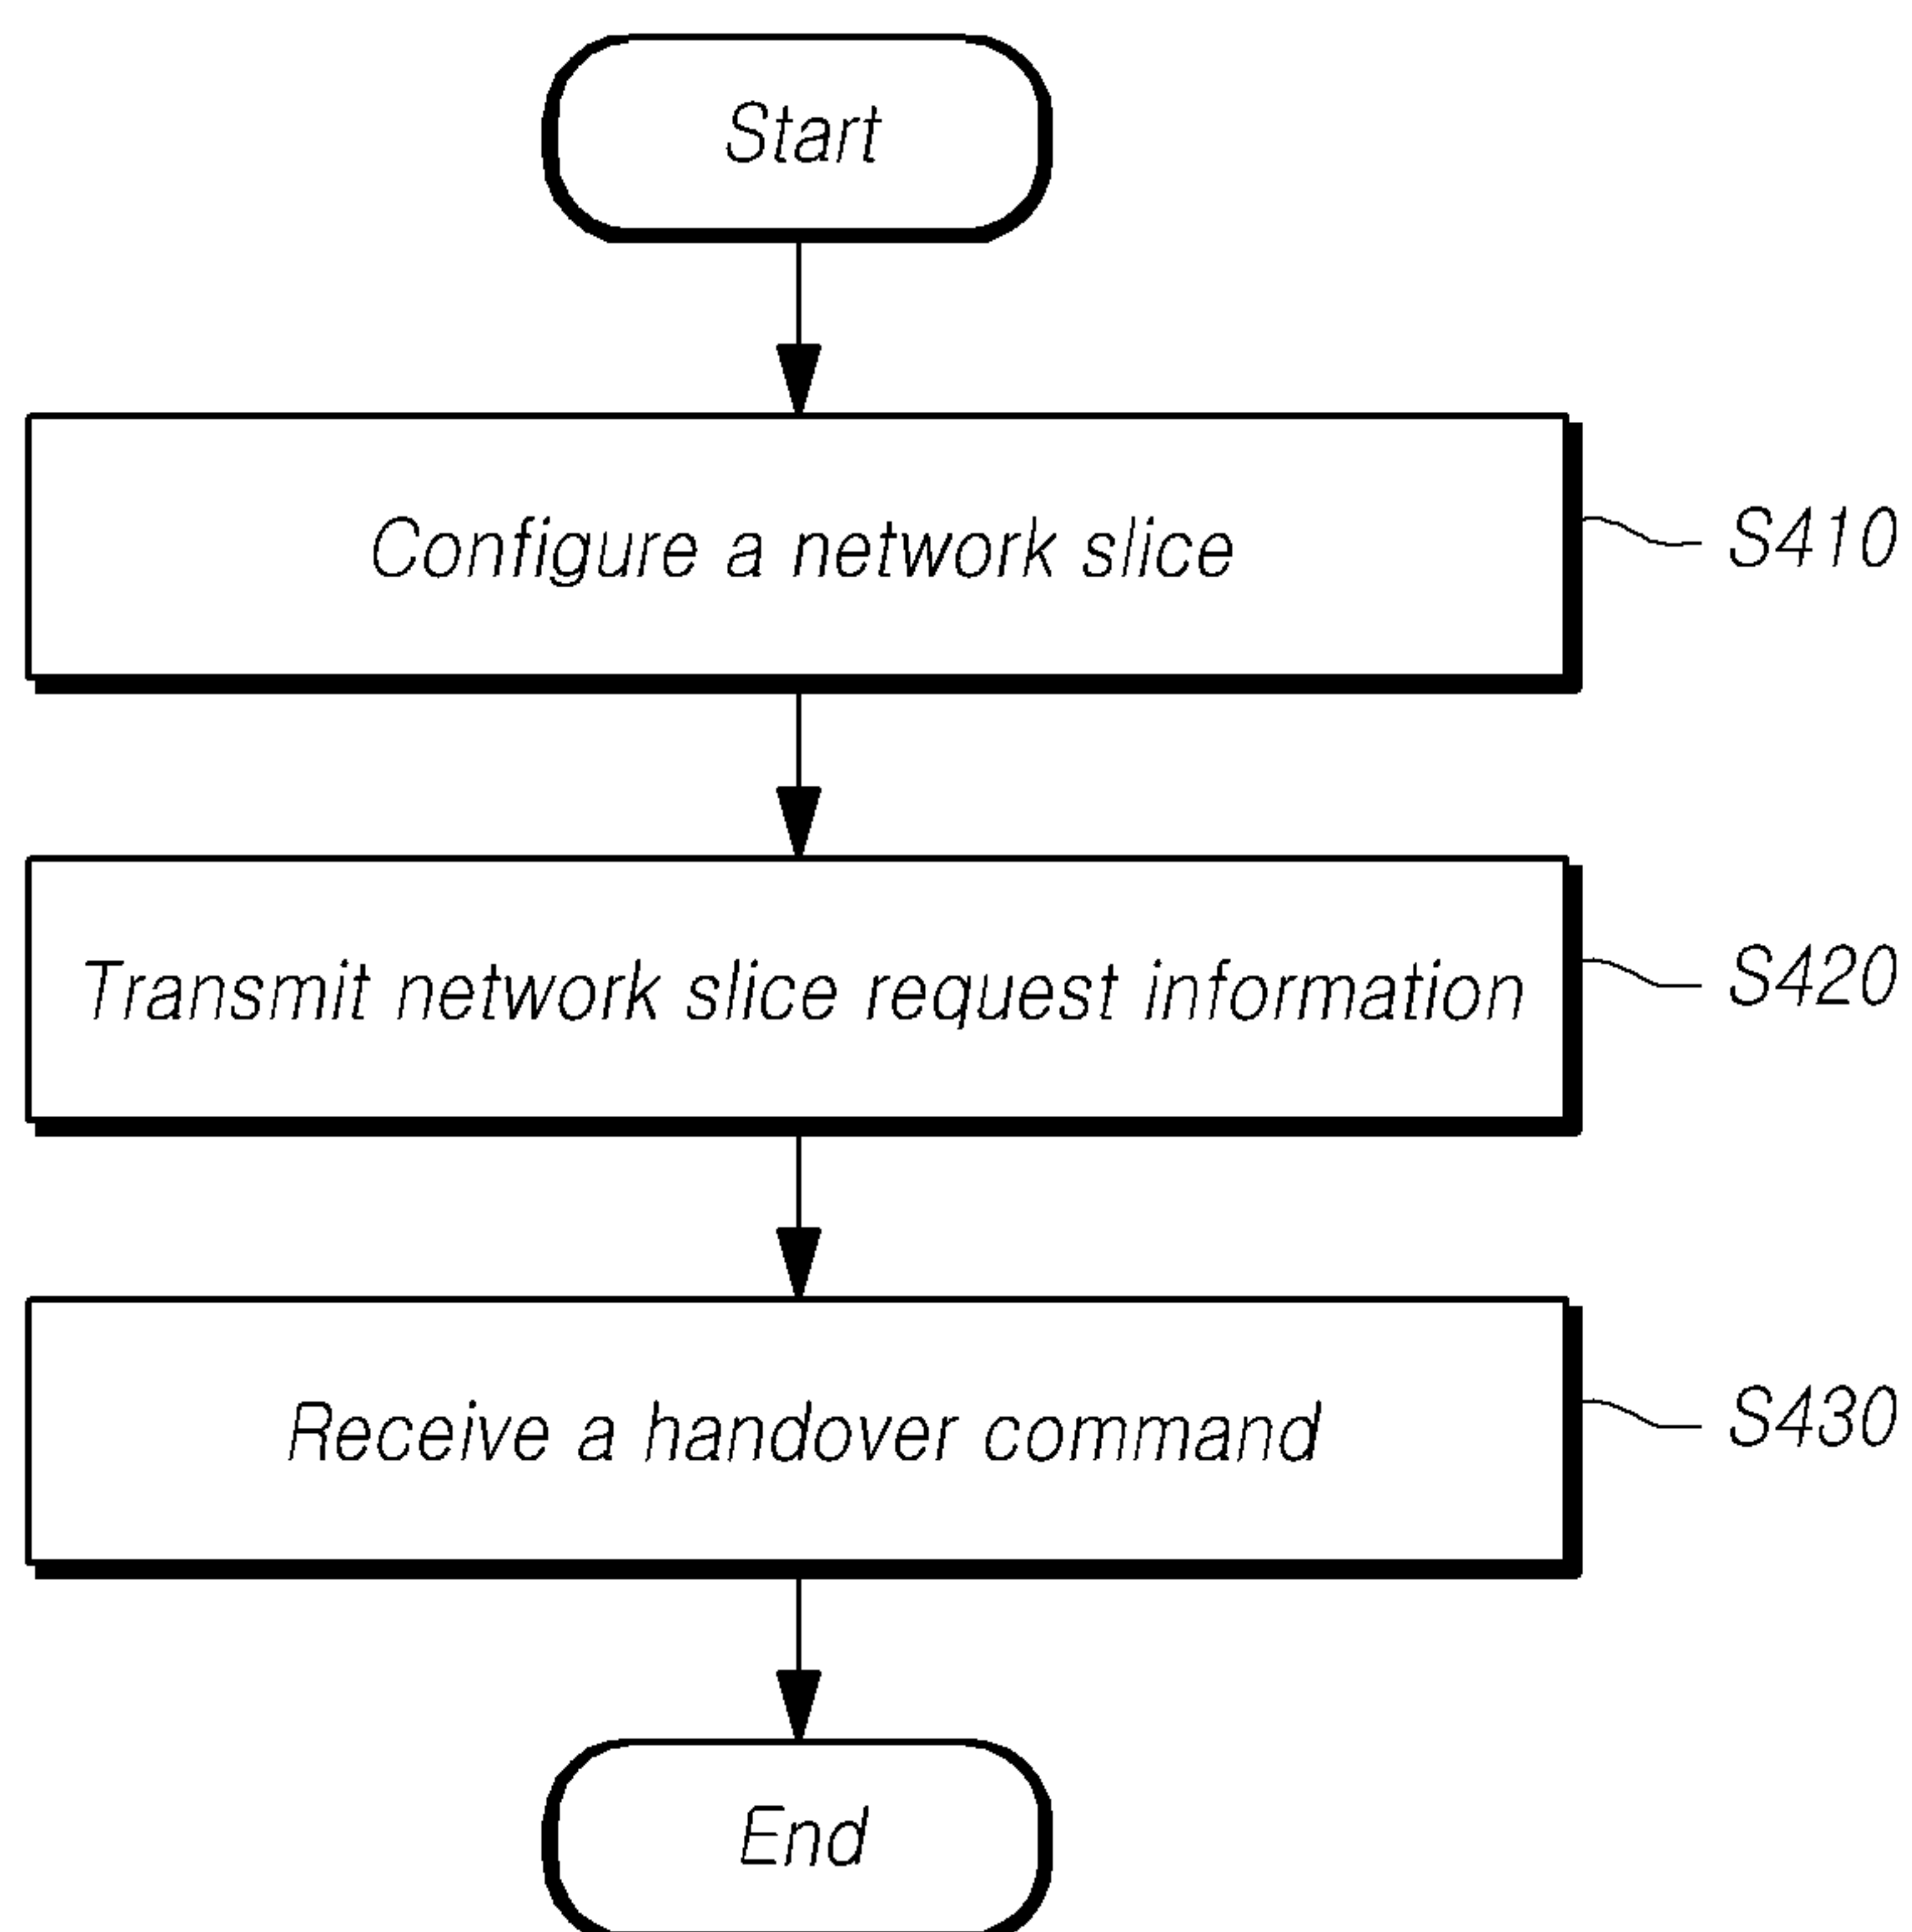 Start
Configure a network slice
S410
Transmit network slice request information
S420
Receive a handover command
S430
End